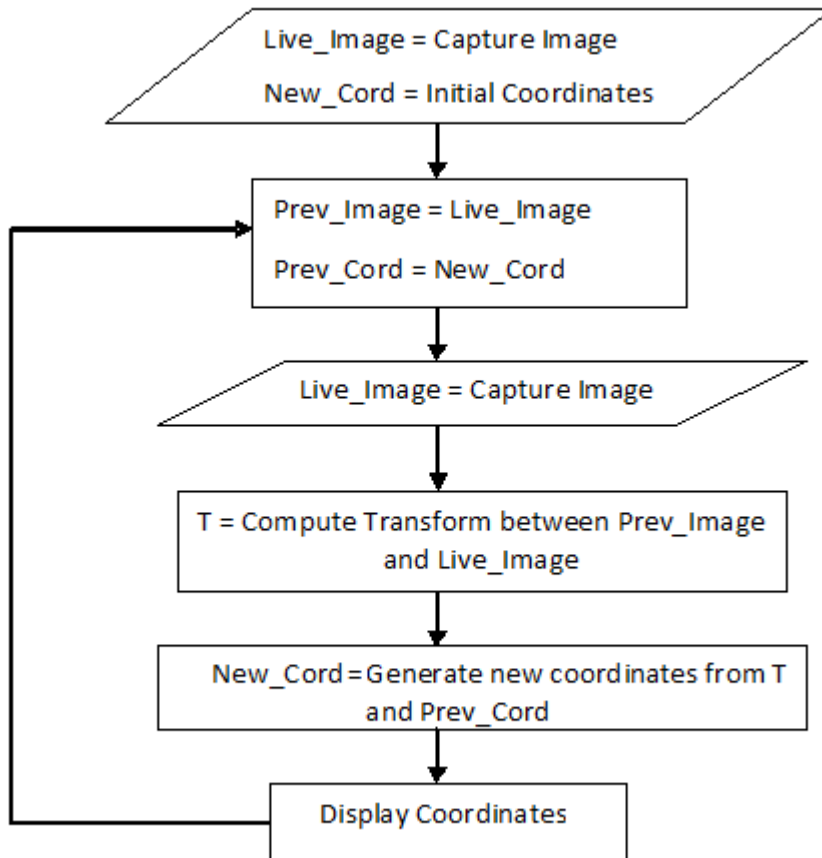 Live_Image = Capture Image
New_Cord = Initial Coordinates
Prev_Image = Live_Image
Prev_Cord = New_Cord
Live_Image = Capture Image
T = Compute Transform between Prev_Image
and Live_Image
New_Cord=Generate new coordinates from T
and Prev_Cord
Display Coordinates